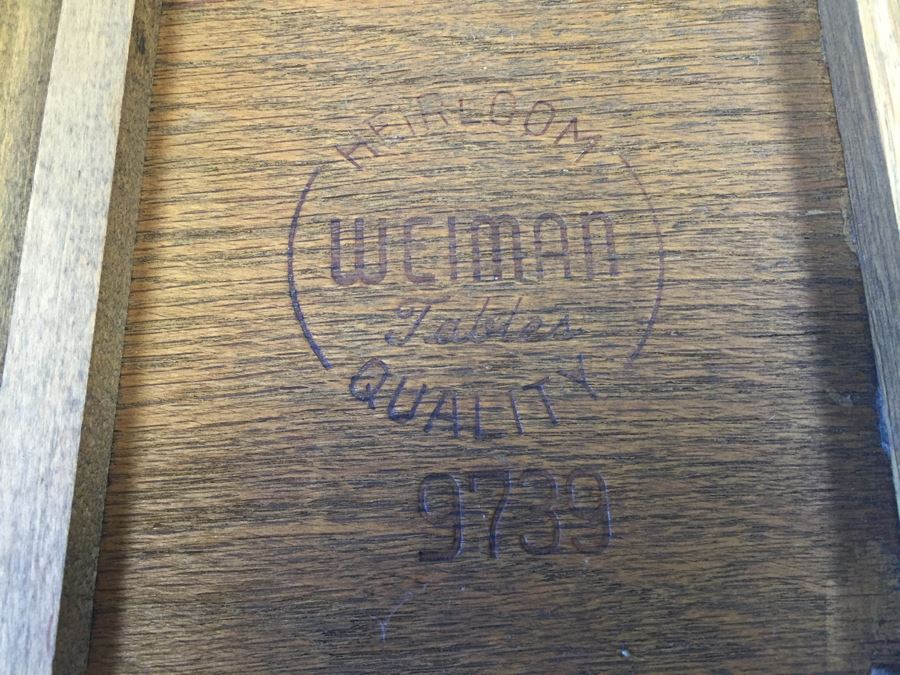 HEIRLOOM
WEIMAN
Tables
QUALITY
9739